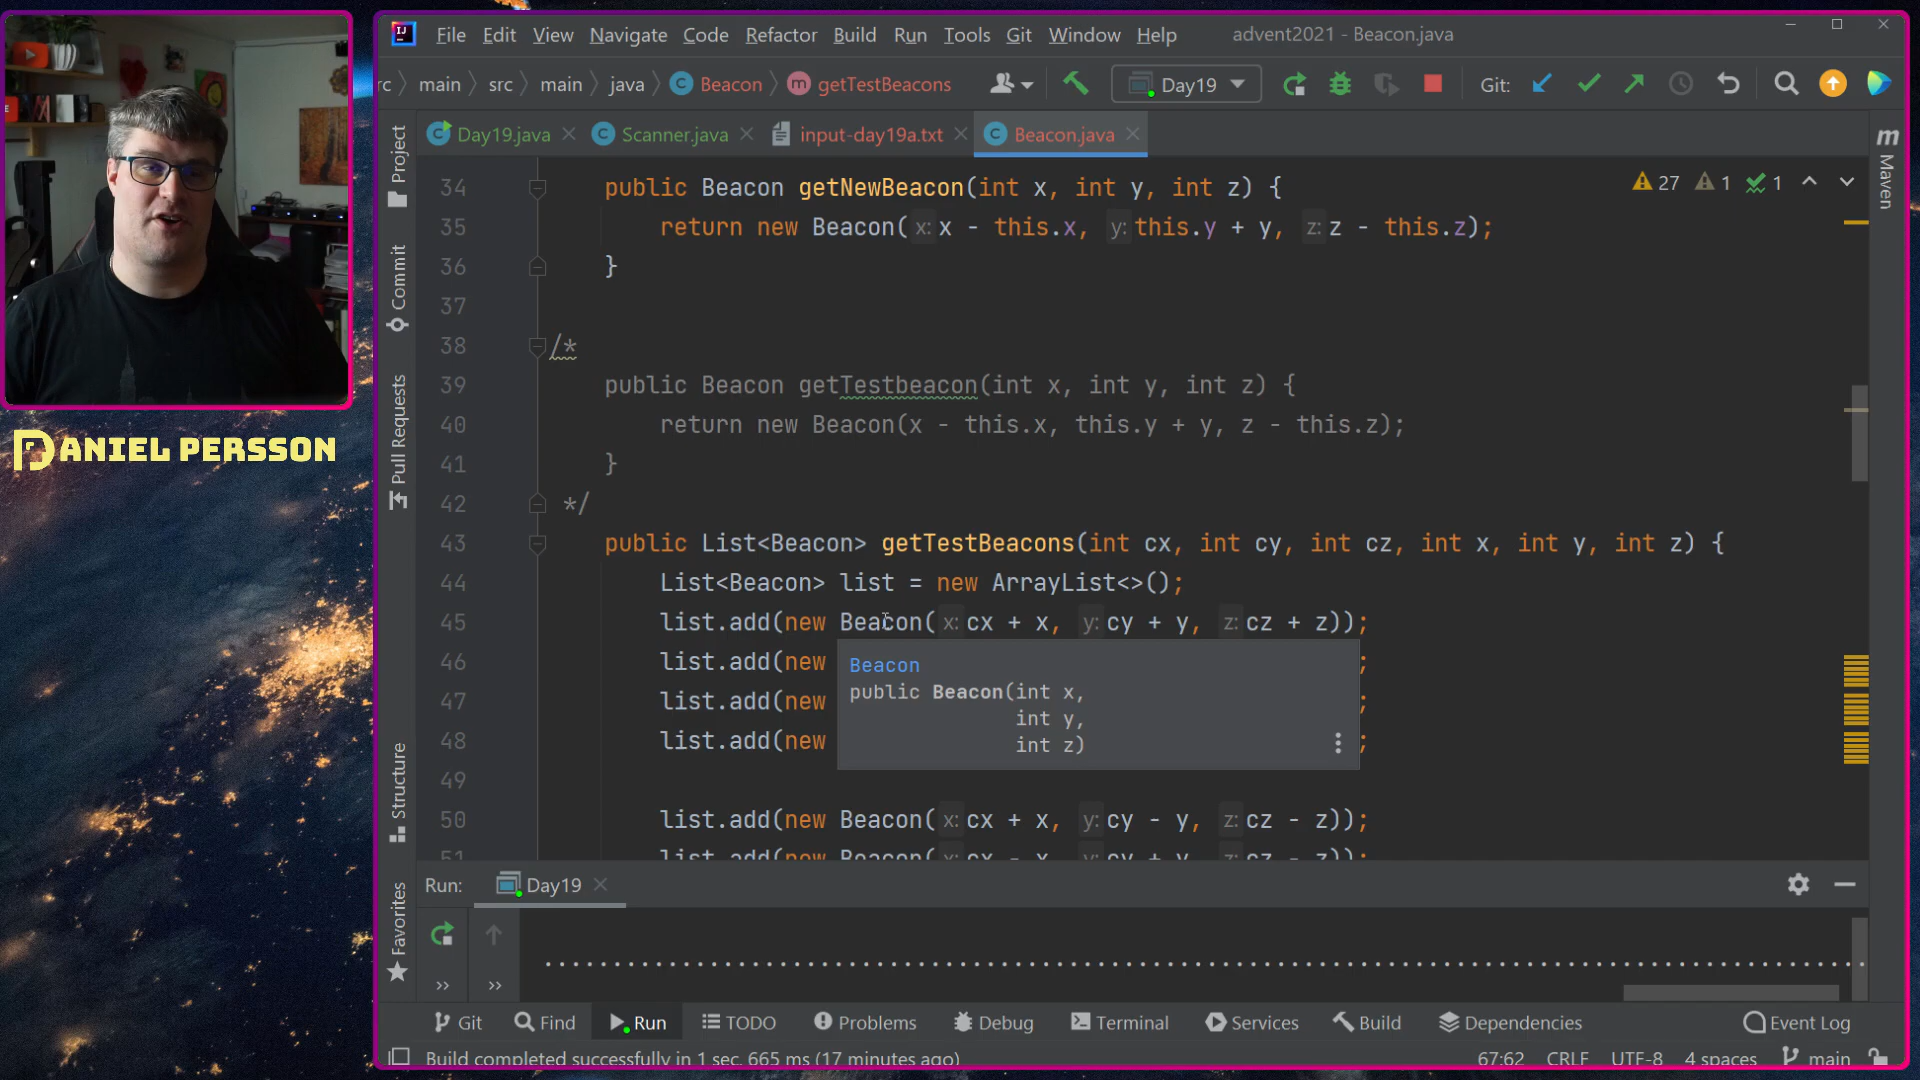 DANIEL PERSSON
File Edit View Navigate Code Refactor Build Run Tools Git Window Help advent2021 - Beacon.java
rc main src main java Beacon getTestBeacons Day19 Git:
Day19.java Scanner.java input-day19a.txt Beacon.java
Project
Commit
Pull Requests
Structure
Favorites
Maven
27 1 1
34 public Beacon getNewBeacon(int x, int y, int z) {
35 return new Beacon( x: x - this.x, y: this.y + y, z: z - this.z);
36 }
37
38 /*
39 public Beacon getTestbeacon(int x, int y, int z) {
40 return new Beacon(x - this.x, this.y + y, z - this.z);
41 }
42 */
43 public List<Beacon> getTestBeacons(int cx, int cy, int cz, int x, int y, int z) {
44 List<Beacon> list = new ArrayList<>();
45 list.add(new Beacon( x: cx + x, y: cy + y, z: cz + z));
46 list.add(new ;
47 list.add(new ;
48 list.add(new ;
Beacon
public Beacon(int x,
int y,
int z)
49
50 list.add(new Beacon( x: cx + x, y: cy - y, z: cz - z));
51 list.add(new Beacon( x: cx - x, y: cy + y, z: cz - z));
Run: Day19
................................................................
Git Find Run TODO Problems Debug Terminal Services Build Dependencies Event Log
Build completed successfully in 1 sec, 665 ms (17 minutes ago) 67:62 CRLF UTF-8 4 spaces main